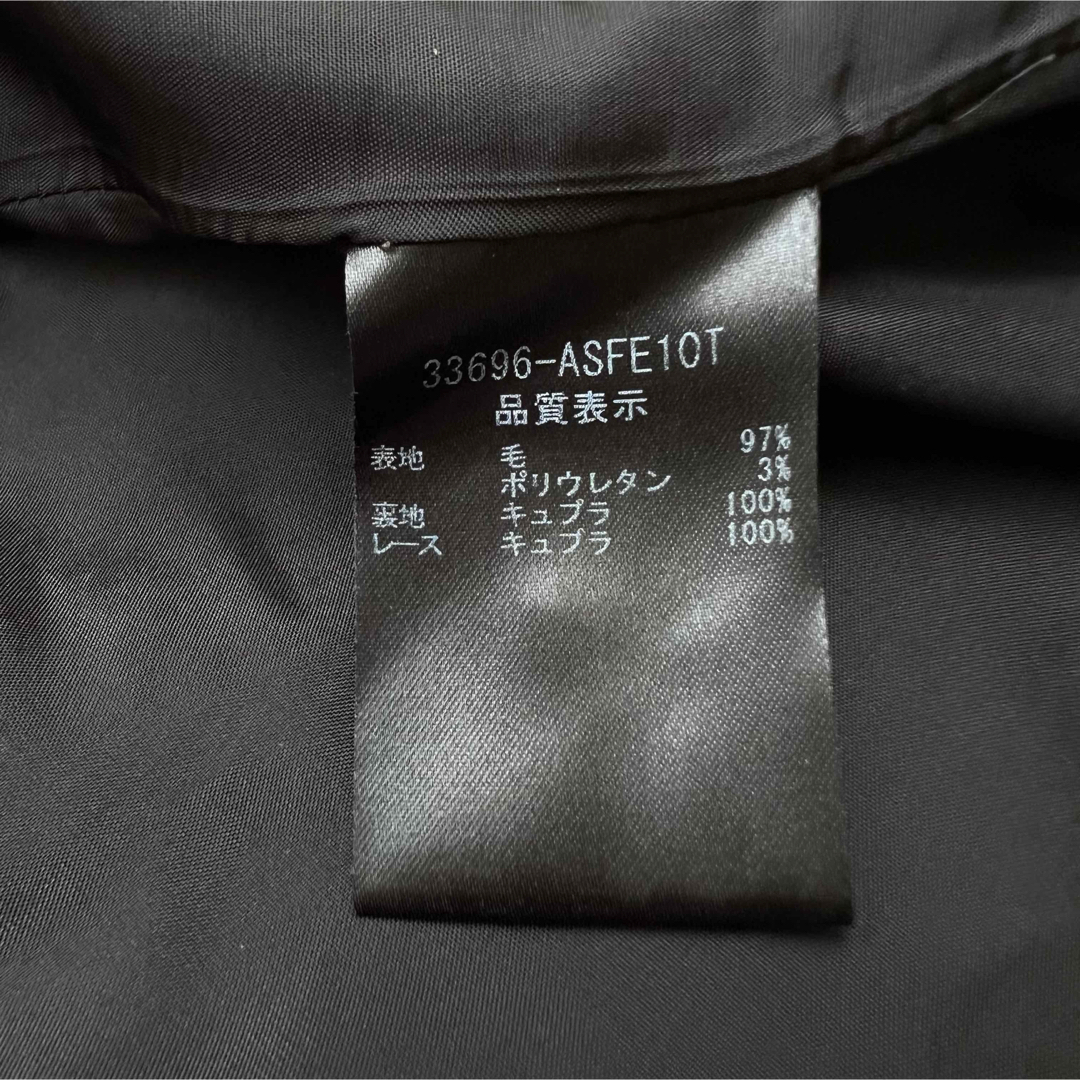 33696-ASFE10T
品質表示
表地 毛 97%
ポリウレタン 3%
裏地 キュプラ 100%
レース キュプラ 100%